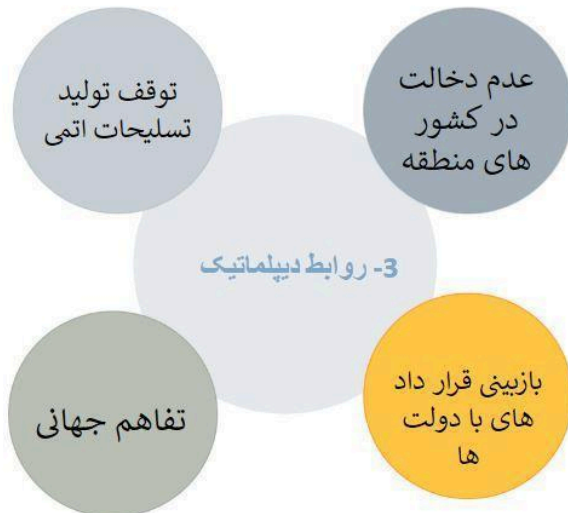 عدم دخالت
در کشور
های منطقه
توقف تولید
تسلیحات اتمی
3- روابط دیپلماتیک
بازبینی قرار داد
های با دولت
ها
تفاهم جهانی